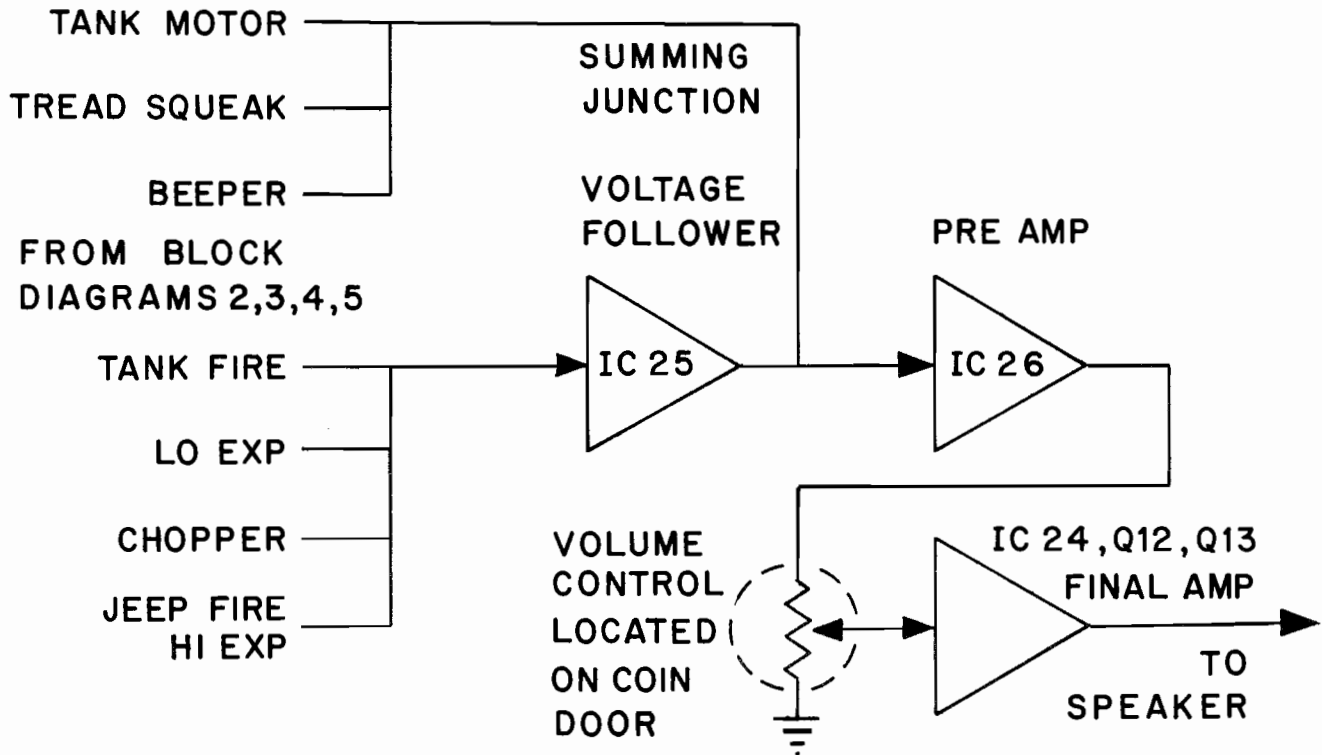 TANK MOTOR
TREAD SQUEAK
BEEPER
FROM BLOCK
DIAGRAMS 2,3,4,5
TANK FIRE
LO EXP
CHOPPER
JEEP FIRE
HI EXP
SUMMING
JUNCTION
VOLTAGE
FOLLOWER
IC 25
PRE AMP
IC 26
VOLUME
CONTROL
LOCATED
ON COIN
DOOR
IC 24, Q12, Q13
FINAL AMP
TO
SPEAKER